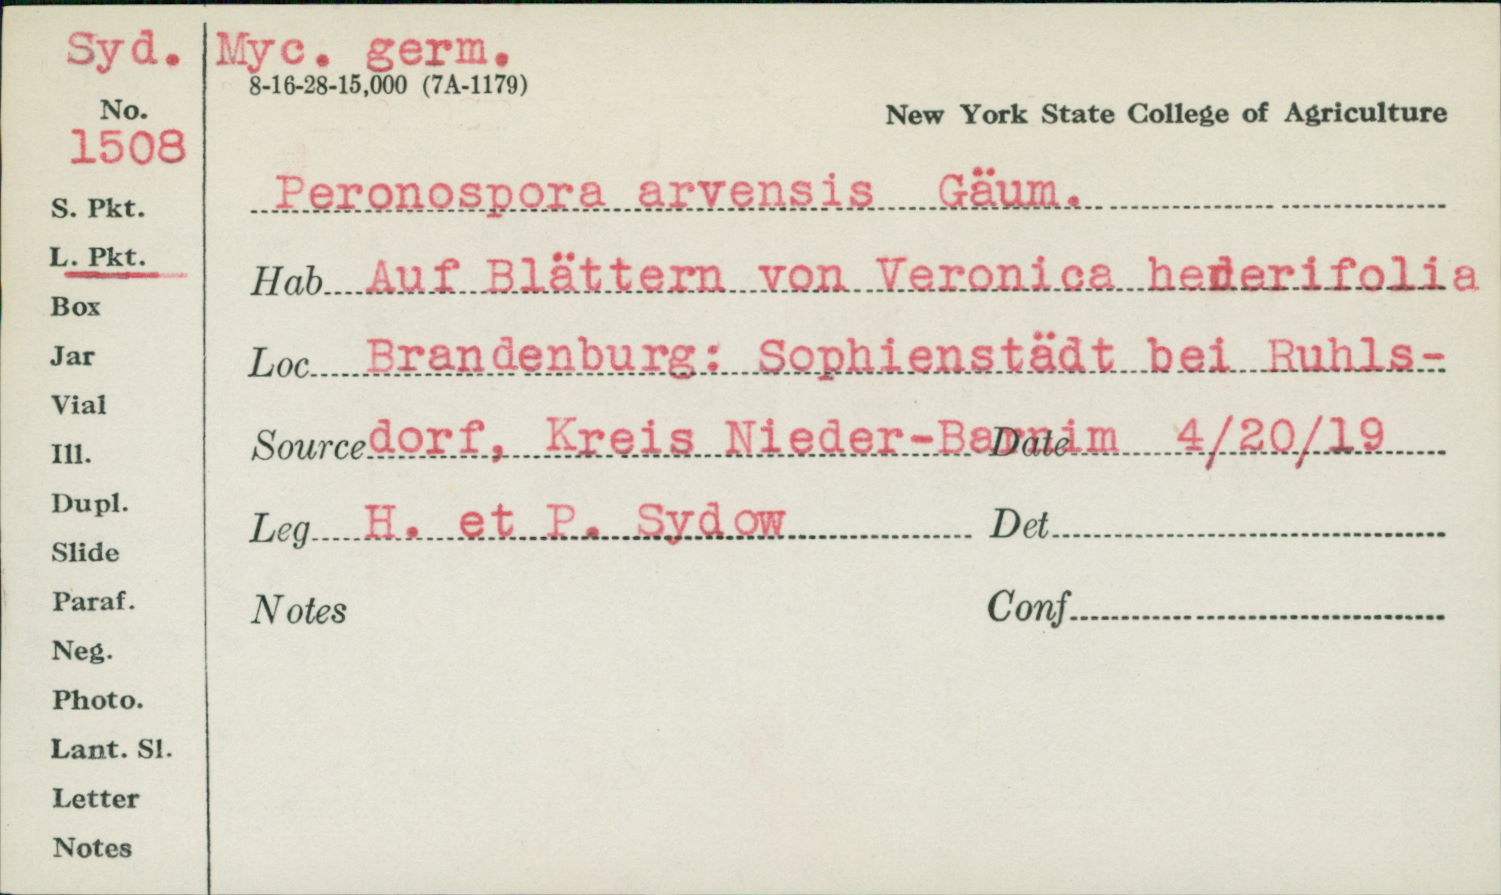 Syd. Myc. germ.
8-16-28-15,000 (7A-1179)
No.
1508
New York State College of Agriculture
S. Pkt.
Peronospora arvensis Gäum.
L. Pkt.
Hab Auf Blättern von Veronica hederifolia
Box
Jar
Loc Brandenburg: Sophienstädt bei Ruhls-
Vial
Ill.
Source dorf, Kreis Nieder-Barnim Date 4/20/19
Dupl.
Leg H. et P. Sydow Det
Slide
Paraf.
Notes Conf
Neg.
Photo.
Lant. Sl.
Letter
Notes